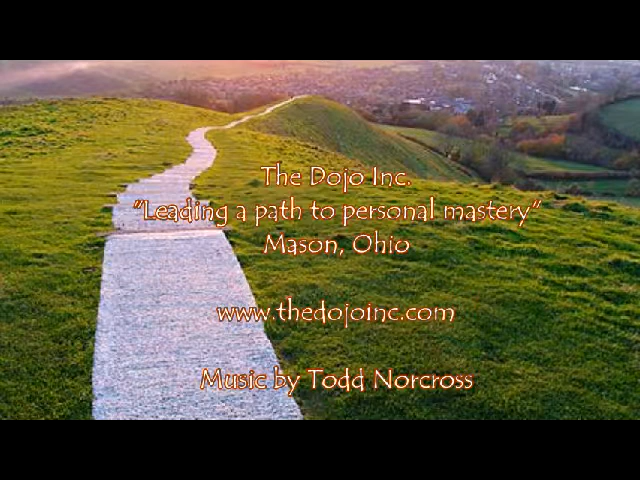 The Dojo Inc.
"Leading a path to personal mastery"
Mason, Ohio
www.thedojoinc.com
Music by Todd Norcross